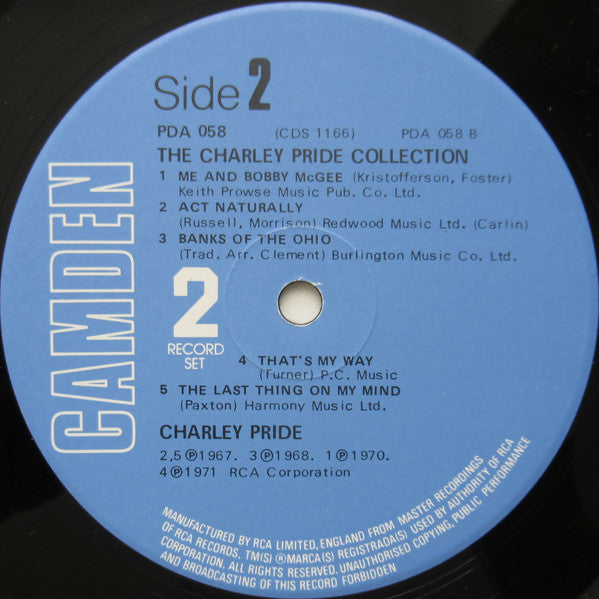 Side 2
PDA 058 (CDS 1166) PDA 058 B
THE CHARLEY PRIDE COLLECTION
1 ME AND BOBBY McGEE (Kristofferson, Foster)
Keith Prowse Music Pub. Co. Ltd.
2 ACT NATURALLY
(Russell, Morrison) Redwood Music Ltd. (Carlin)
3 BANKS OF THE OHIO
(Trad. Arr. Clement) Burlington Music Co. Ltd.
CAMDEN
2
RECORD
SET
4 THAT'S MY WAY
(Turner) P.C. Music
5 THE LAST THING ON MY MIND
(Paxton) Harmony Music Ltd.
CHARLEY PRIDE
2,5 ℗1967. 3℗1968. 1℗1970.
4℗1971 RCA Corporation
MANUFACTURED BY RCA LIMITED, ENGLAND FROM MASTER RECORDINGS
OF RCA RECORDS. TM(S) ® MARCA(S) REGISTRADA(S) USED BY AUTHORITY OF RCA
CORPORATION. ALL RIGHTS RESERVED. UNAUTHORISED COPYING, PUBLIC PERFORMANCE
AND BROADCASTING OF THIS RECORD FORBIDDEN